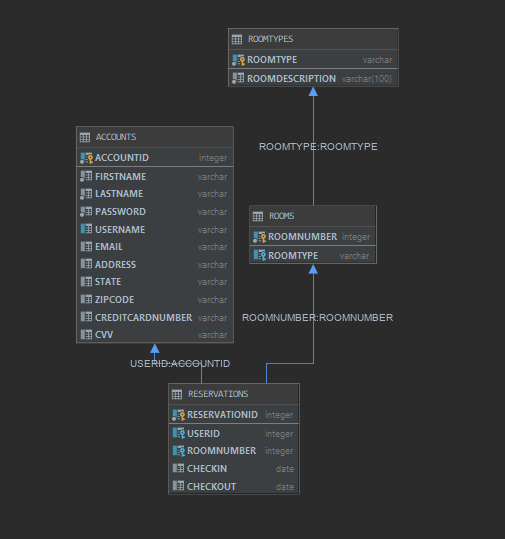 ROOMTYPES
ROOMTYPE varchar
ROOMDESCRIPTION varchar(100)
ROOMTYPE:ROOMTYPE
ACCOUNTS
ACCOUNTID integer
FIRSTNAME varchar
LASTNAME varchar
PASSWORD varchar
USERNAME varchar
EMAIL varchar
ADDRESS varchar
STATE varchar
ZIPCODE varchar
CREDITCARDNUMBER varchar
CVV varchar
ROOMS
ROOMNUMBER integer
ROOMTYPE varchar
ROOMNUMBER:ROOMNUMBER
USERID:ACCOUNTID
RESERVATIONS
RESERVATIONID integer
USERID integer
ROOMNUMBER integer
CHECKIN date
CHECKOUT date